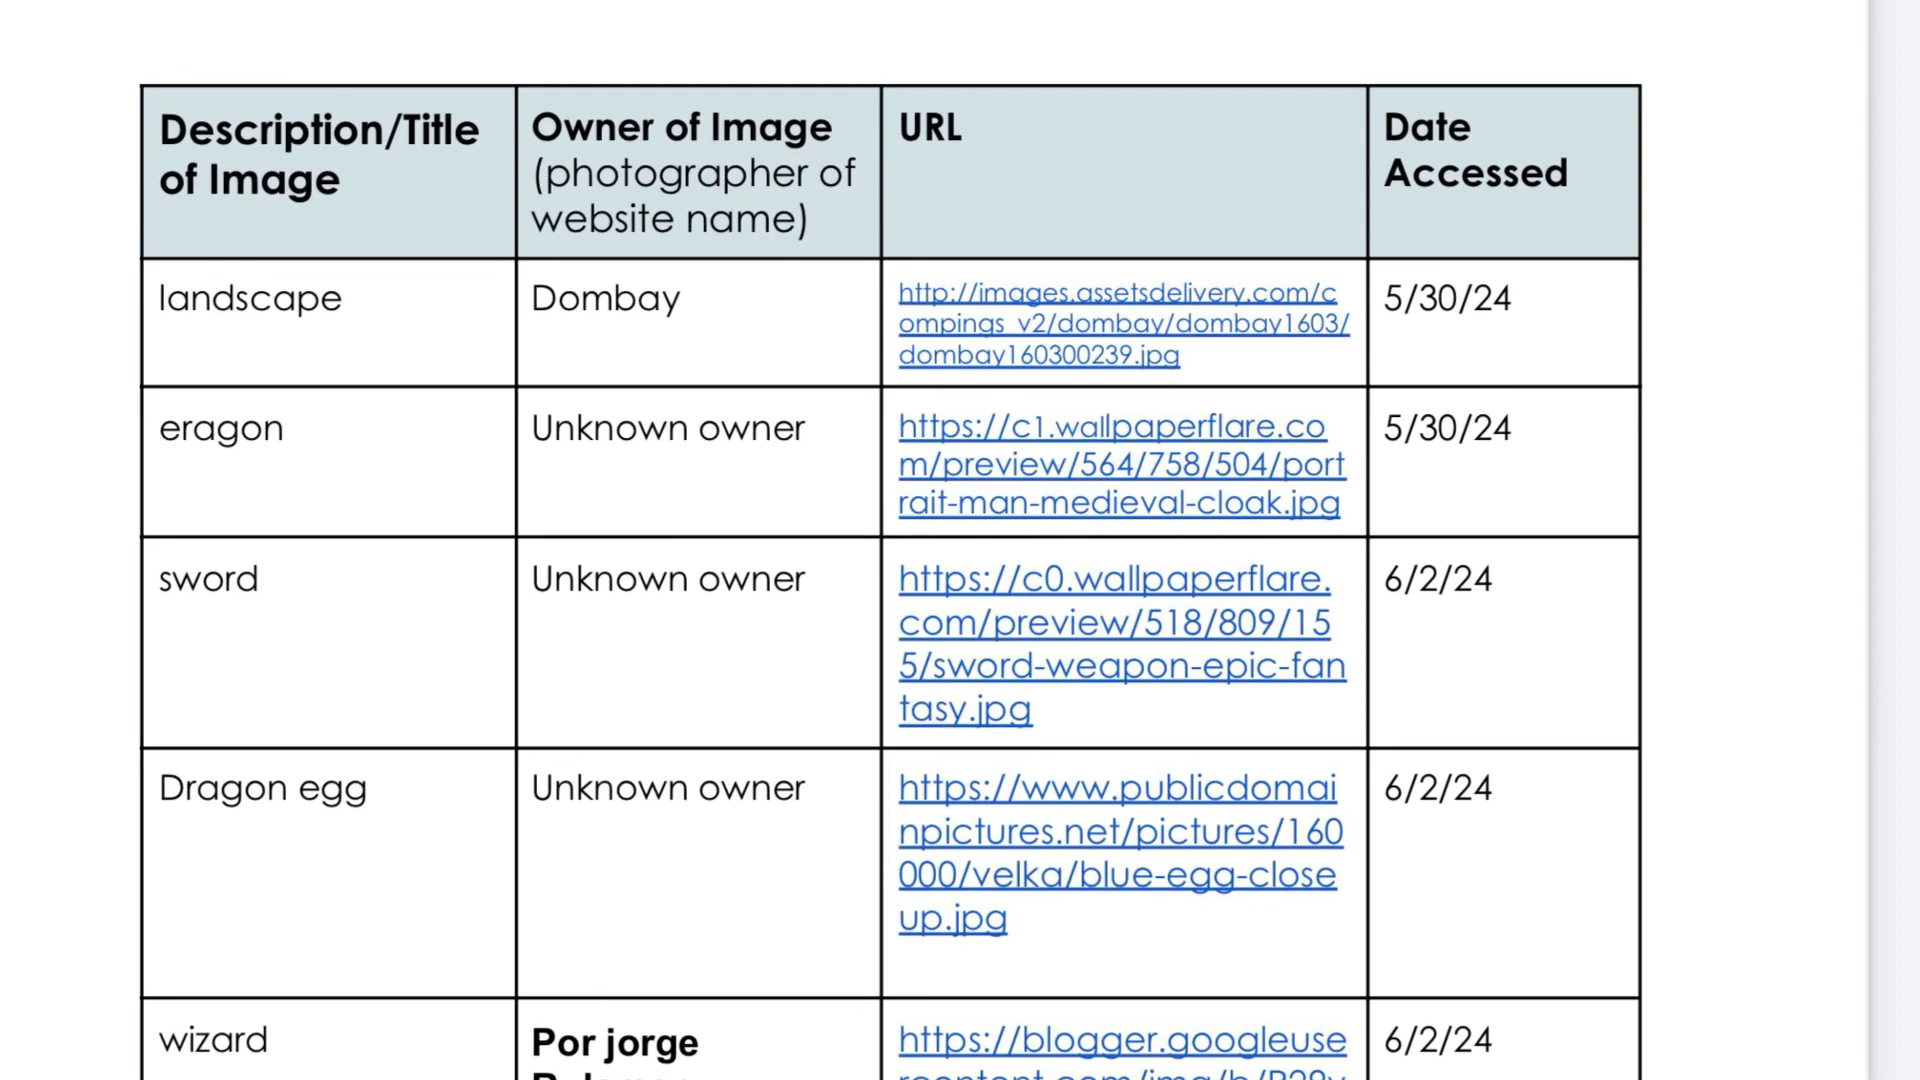 Description/Title
of Image
Owner of Image
(photographer of
website name)
URL
Date
Accessed
landscape
Dombay
http://images.assetsdelivery.com/c
ompings_v2/dombay/dombay1603/
dombay160300239.jpg
5/30/24
eragon
Unknown owner
https://c1.wallpaperflare.co
m/preview/564/758/504/port
rait-man-medieval-cloak.jpg
5/30/24
sword
Unknown owner
https://c0.wallpaperflare.
com/preview/518/809/15
5/sword-weapon-epic-fan
tasy.jpg
6/2/24
Dragon egg
Unknown owner
https://www.publicdomai
npictures.net/pictures/160
000/velka/blue-egg-close
up.jpg
6/2/24
wizard
Por jorge
https://blogger.googleuse
6/2/24